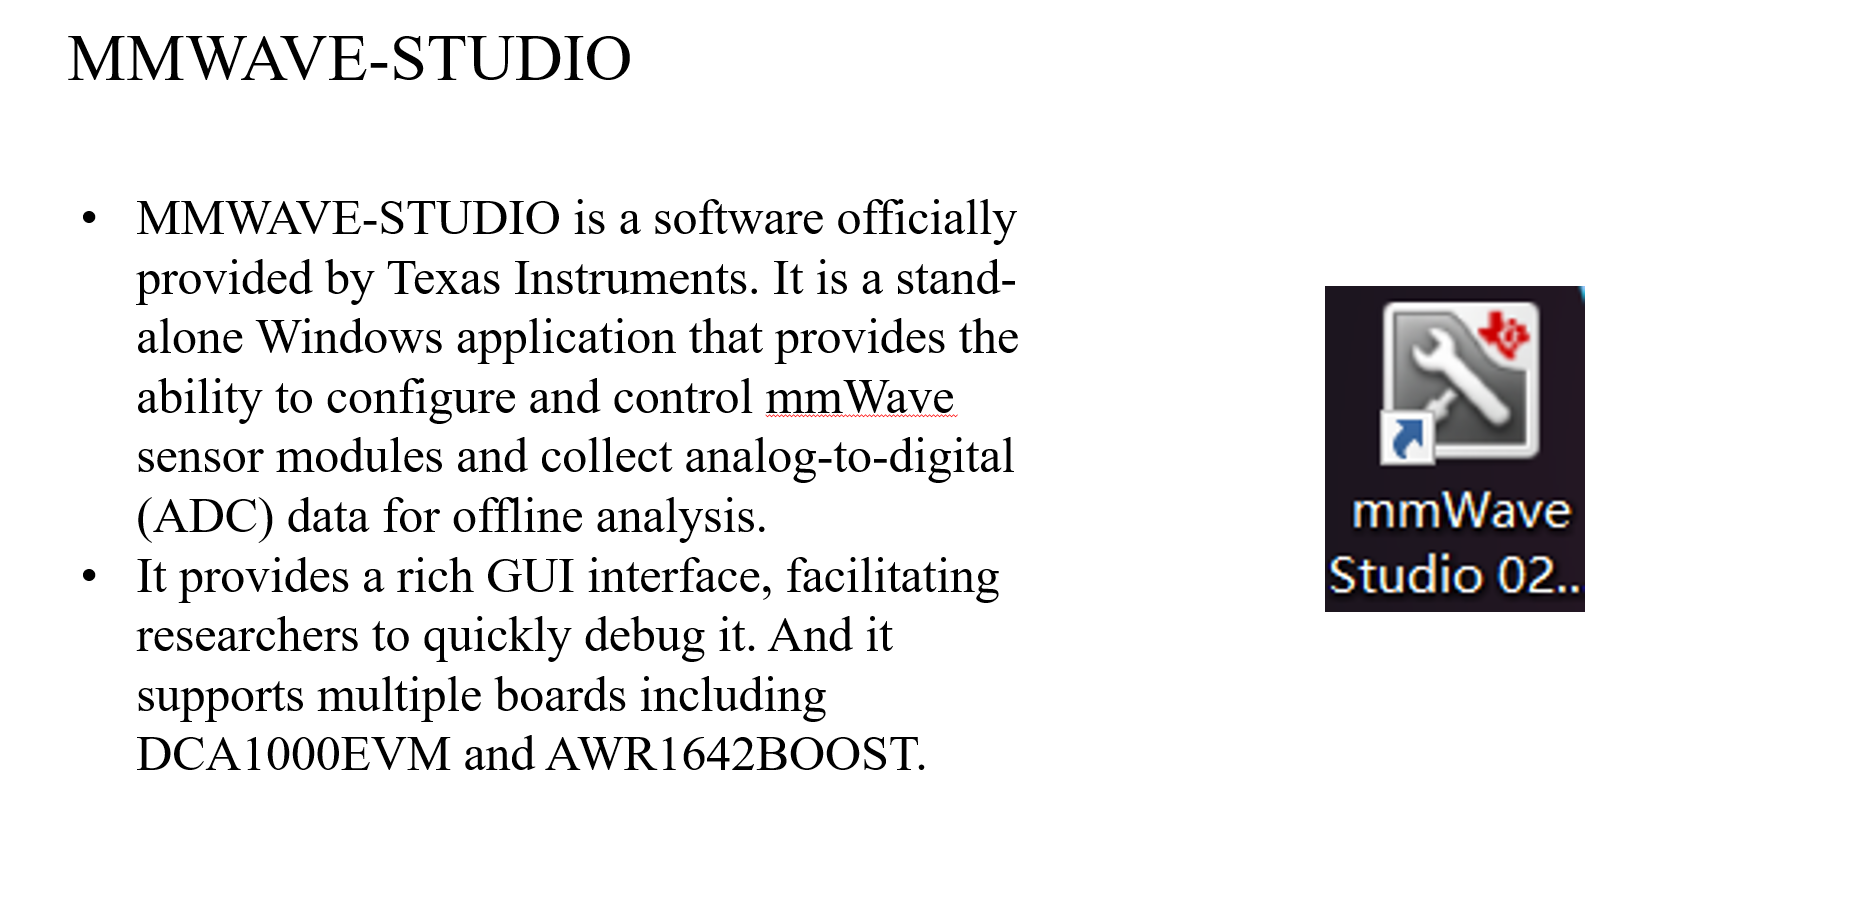 MMWAVE-STUDIO
• MMWAVE-STUDIO is a software officially
provided by Texas Instruments. It is a stand-
alone Windows application that provides the
ability to configure and control mmWave
sensor modules and collect analog-to-digital
(ADC) data for offline analysis.
• It provides a rich GUI interface, facilitating
researchers to quickly debug it. And it
supports multiple boards including
DCA1000EVM and AWR1642BOOST.
mmWave
Studio 02..